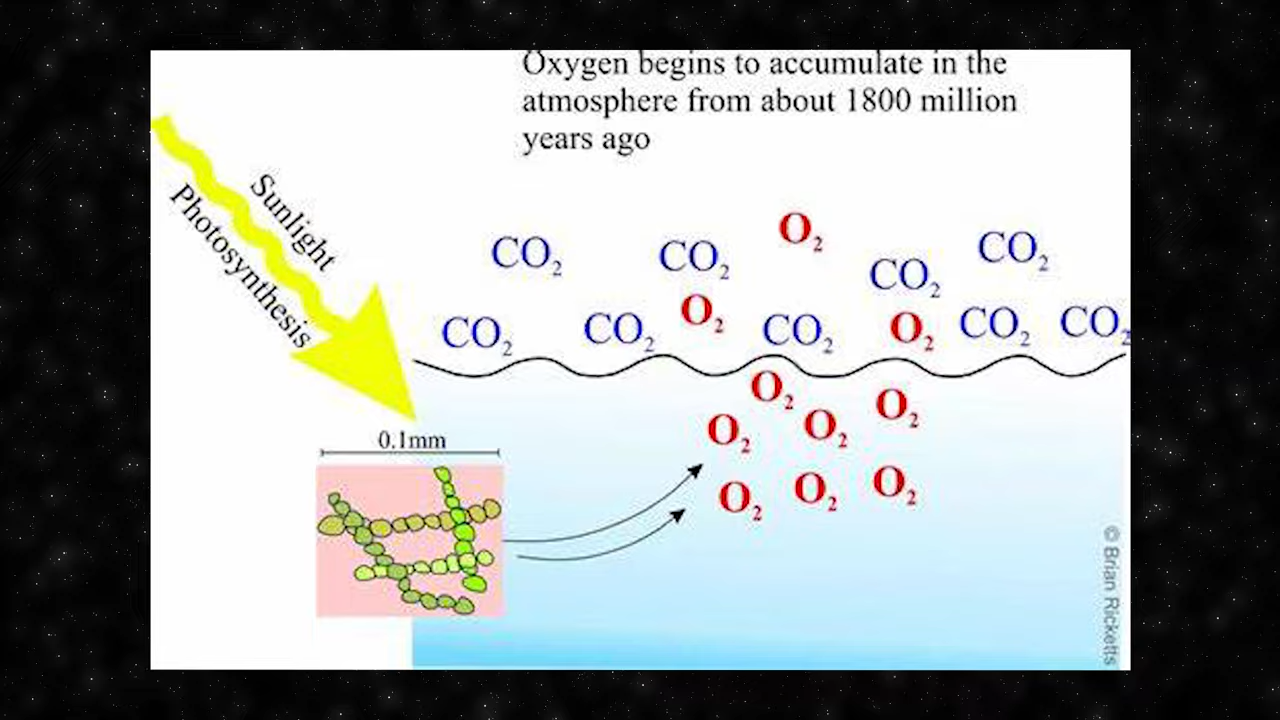 Oxygen begins to accumulate in the
atmosphere from about 1800 million
years ago
Sunlight
Photosynthesis
O₂
CO₂ CO₂ CO₂ CO₂
O₂
CO₂ CO₂ CO₂ O₂ CO₂ CO₂
O₂
O₂ O₂ O₂
O₂ O₂ O₂
0.1mm
© Brian Ricketts